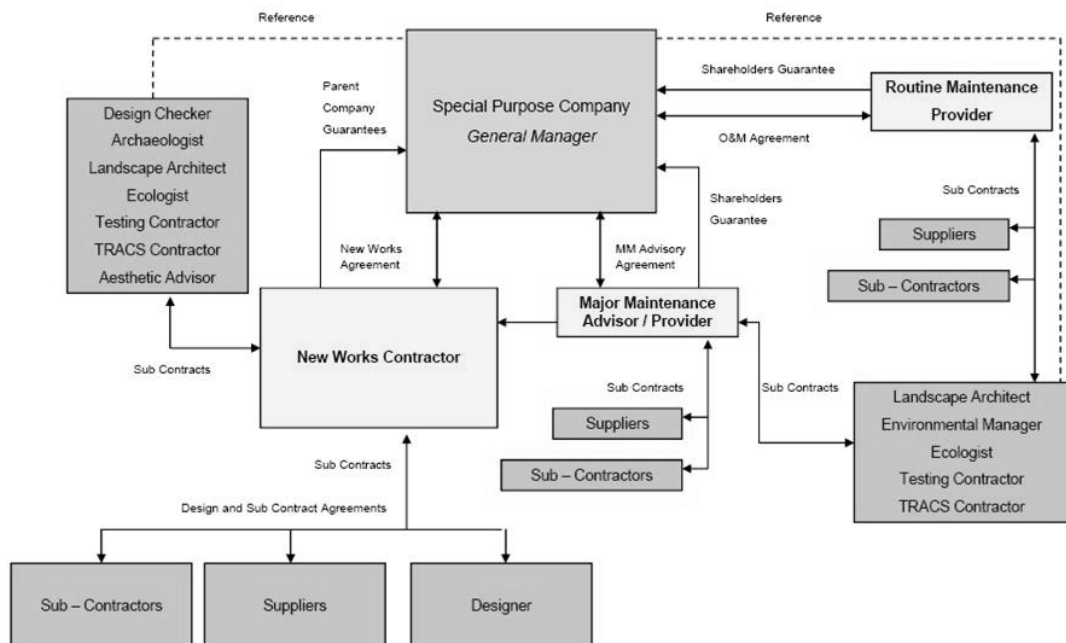 Reference
Reference
Special Purpose Company
General Manager
Parent
Company
Guarantees
Shareholders Guarantee
Routine Maintenance
Provider
O&M Agreement
Design Checker
Archaeologist
Landscape Architect
Ecologist
Testing Contractor
TRACS Contractor
Aesthetic Advisor
Shareholders
Guarantee
Sub Contracts
Suppliers
Sub – Contractors
New Works
Agreement
MM Advisory
Agreement
New Works Contractor
Major Maintenance
Advisor / Provider
Sub Contracts
Sub Contracts
Suppliers
Sub – Contractors
Sub Contracts
Landscape Architect
Environmental Manager
Ecologist
Testing Contractor
TRACS Contractor
Sub Contracts
Design and Sub Contract Agreements
Sub – Contractors
Suppliers
Designer